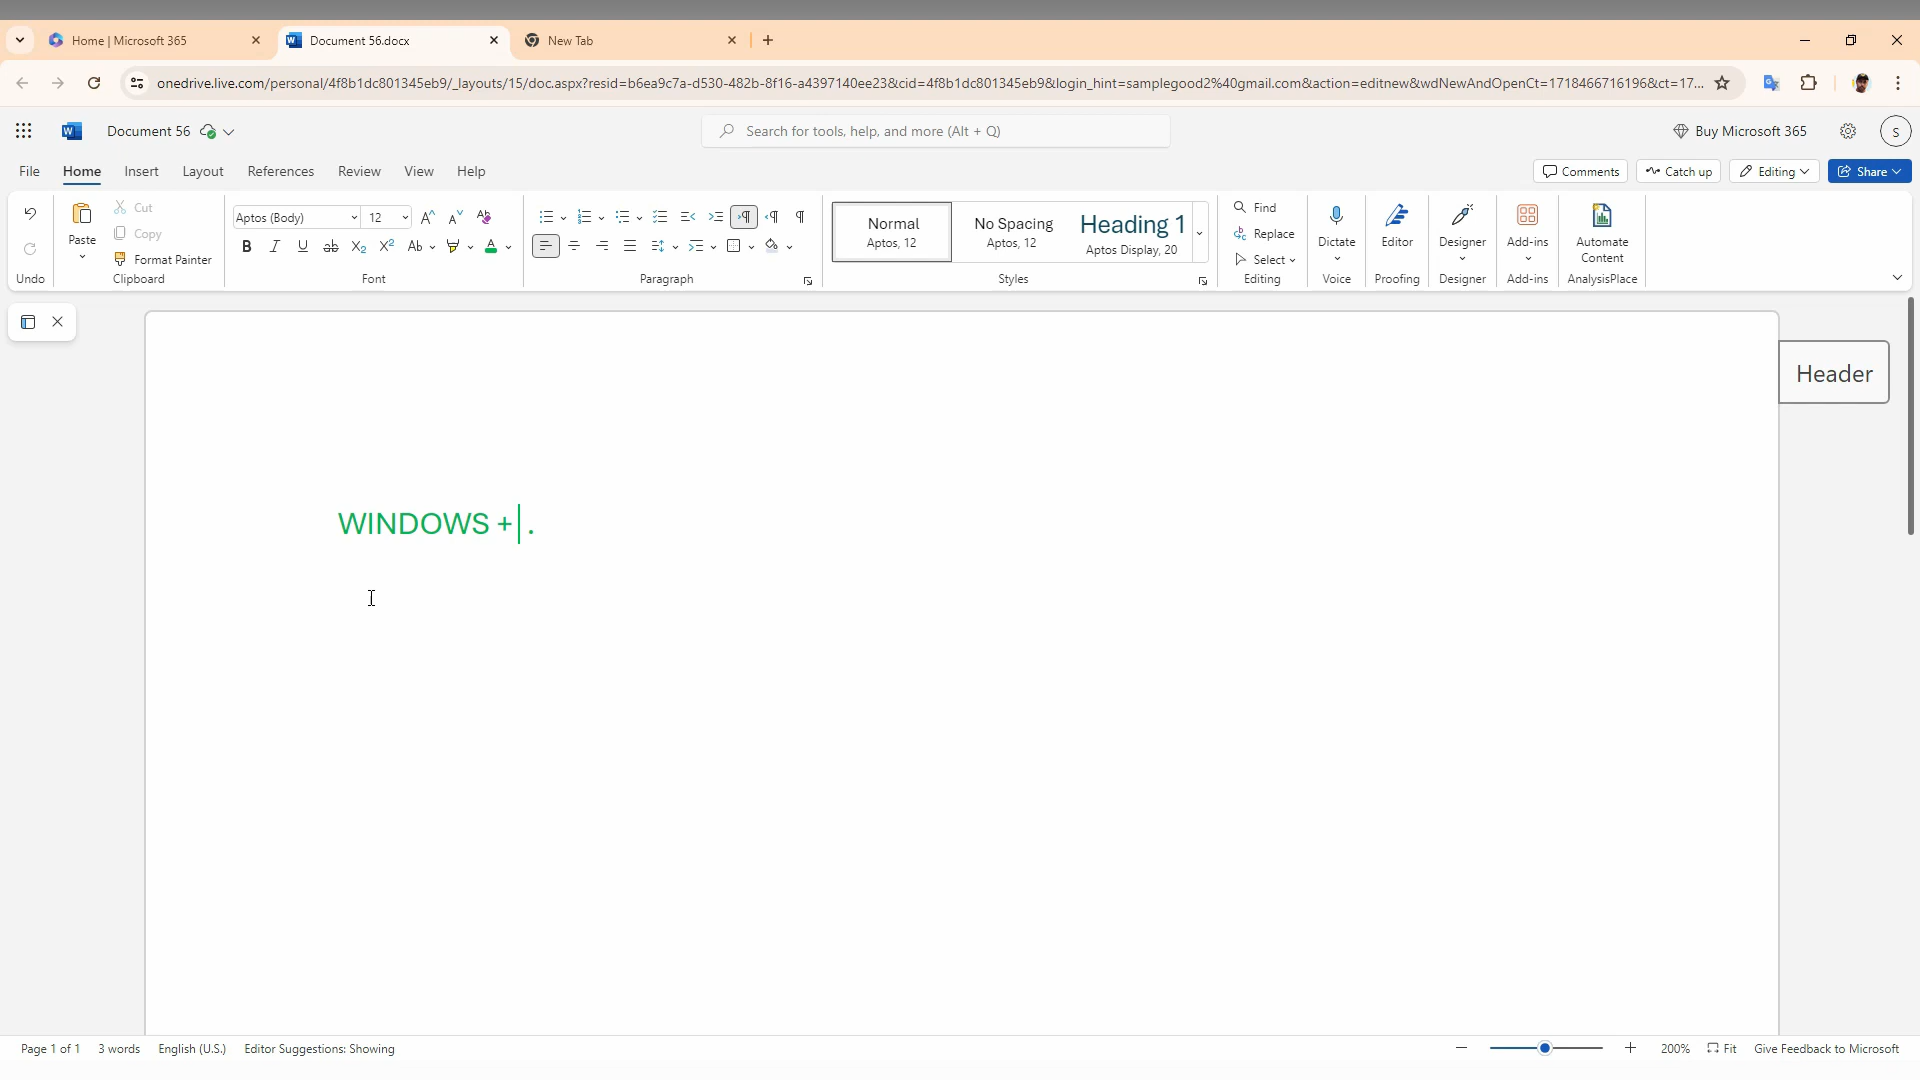 Home | Microsoft 365
Document 56.docx
New Tab
onedrive.live.com/personal/4f8b1dc801345eb9/_layouts/15/doc.aspx?resid=b6ea9c7a-d530-482b-8f16-a4397140ee23&cid=4f8b1dc801345eb9&login_hint=samplegood2%40gmail.com&action=editnew&wdNewAndOpenCt=1718466716196&ct=17...
W Document 56
Search for tools, help, and more (Alt + Q)
Buy Microsoft 365
S
File Home Insert Layout References Review View Help
Comments Catch up Editing Share
Paste Cut Copy Format Painter
Aptos (Body) 12
Normal
Aptos, 12
No Spacing
Aptos, 12
Heading 1
Aptos Display, 20
Find
Replace
Select
Dictate
Editor
Designer
Add-ins
Automate Content
Undo Clipboard Font Paragraph Styles Editing Voice Proofing Designer Add-ins AnalysisPlace
Header
WINDOWS + .
Page 1 of 1 3 words English (U.S.) Editor Suggestions: Showing
200% Fit Give Feedback to Microsoft